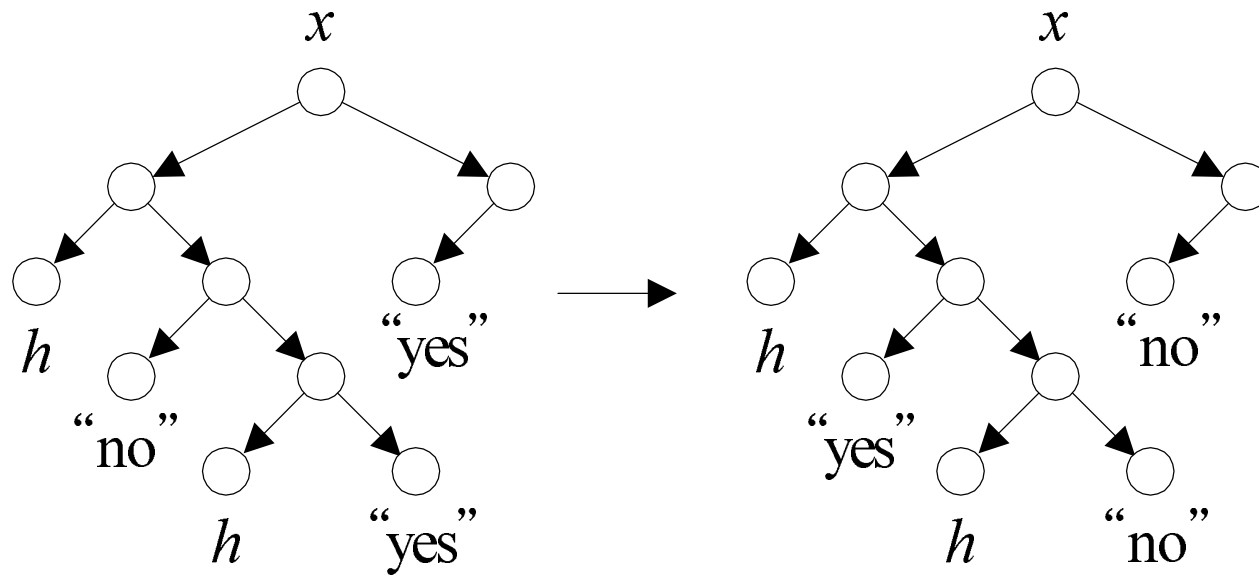 x x
h “yes” h “no”
“no” “yes”
h “yes” h “no”